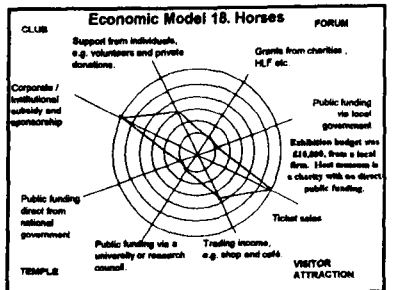 Economic Model 18. Horses
CLUB
FORUM
Support from individuals,
e.g. volunteers and private
donations.
Grants from charities,
HLF etc.
Corporate /
Institutional
subsidy and
sponsorship
Public funding
via local
government
Exhibition budget was
£10,000, from a local
firm. Host museum is
a charity with no direct
public funding.
Public funding
direct from
national
government
Ticket sales
Public funding via a
university or research
council.
Trading income,
e.g. shop and café.
TEMPLE
VISITOR
ATTRACTION